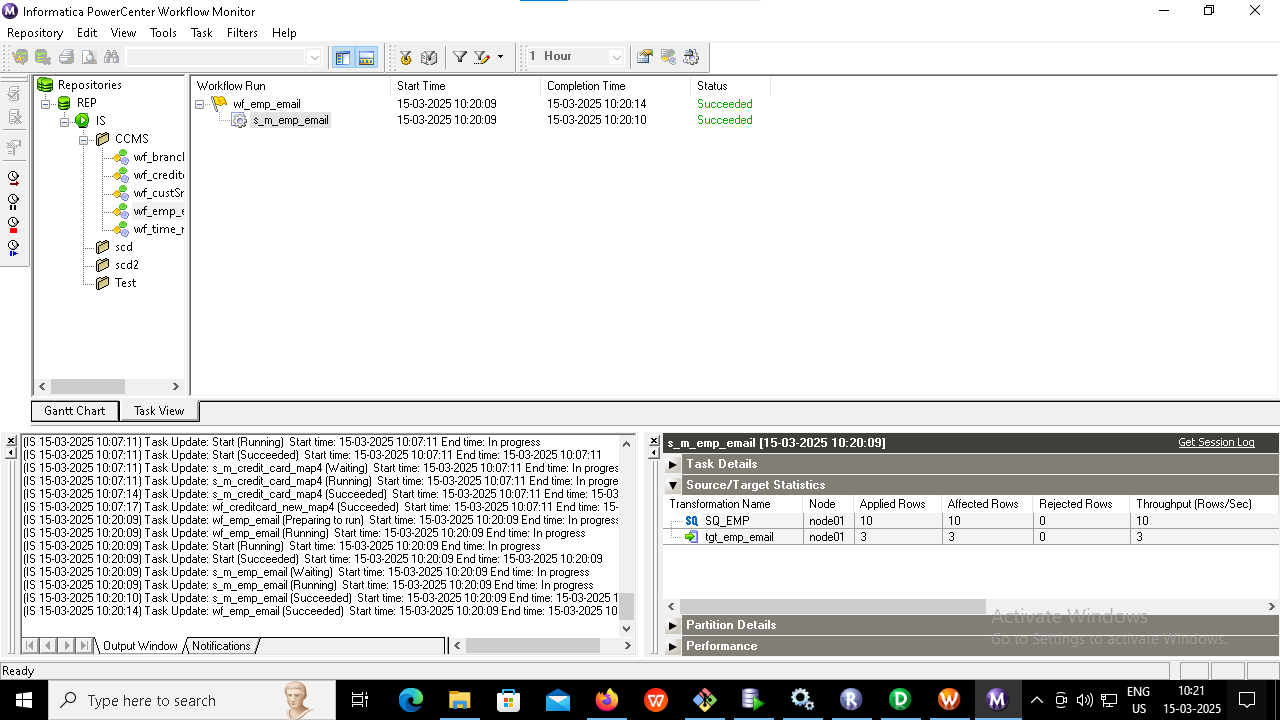 Informatica PowerCenter Workflow Monitor
Repository Edit View Tools Task Filters Help
1 Hour
Repositories
REP
IS
CCMS
wf_branc
wf_credit
wf_custSr
wf_emp_e
wf_time_r
scd
scd2
Test
Workflow Run Start Time Completion Time Status
wf_emp_email 15-03-2025 10:20:09 15-03-2025 10:20:14 Succeeded
s_m_emp_email 15-03-2025 10:20:09 15-03-2025 10:20:10 Succeeded
Gantt Chart Task View
(IS 15-03-2025 10:07:11) Task Update: Start (Running) Start time: 15-03-2025 10:07:11 End time: In progress
(IS 15-03-2025 10:07:11) Task Update: Start (Succeeded) Start time: 15-03-2025 10:07:11 End time: 15-03-2025 10:07:11
(IS 15-03-2025 10:07:11) Task Update: s_m_credit_card_map4 (Waiting) Start time: 15-03-2025 10:07:11 End time: In progres
(IS 15-03-2025 10:07:11) Task Update: s_m_credit_card_map4 (Running) Start time: 15-03-2025 10:07:11 End time: In progre
(IS 15-03-2025 10:07:14) Task Update: s_m_credit_card_map4 (Succeeded) Start time: 15-03-2025 10:07:11 End time: 15-03
(IS 15-03-2025 10:07:17) Task Update: wf_creditcard_new_map4 (Succeeded) Start time: 15-03-2025 10:07:11 End time: 15-
(IS 15-03-2025 10:20:09) Task Update: wf_emp_email (Preparing to run) Start time: 15-03-2025 10:20:09 End time: In progress
(IS 15-03-2025 10:20:09) Task Update: wf_emp_email (Running) Start time: 15-03-2025 10:20:09 End time: In progress
(IS 15-03-2025 10:20:09) Task Update: Start (Running) Start time: 15-03-2025 10:20:09 End time: In progress
(IS 15-03-2025 10:20:09) Task Update: Start (Succeeded) Start time: 15-03-2025 10:20:09 End time: 15-03-2025 10:20:09
(IS 15-03-2025 10:20:09) Task Update: s_m_emp_email (Waiting) Start time: 15-03-2025 10:20:09 End time: In progress
(IS 15-03-2025 10:20:09) Task Update: s_m_emp_email (Running) Start time: 15-03-2025 10:20:09 End time: In progress
(IS 15-03-2025 10:20:10) Task Update: s_m_emp_email (Succeeded) Start time: 15-03-2025 10:20:09 End time: 15-03-2025 1
(IS 15-03-2025 10:20:14) Task Update: wf_emp_email (Succeeded) Start time: 15-03-2025 10:20:09 End time: 15-03-2025 10
Output Window Notifications
s_m_emp_email [15-03-2025 10:20:09] Get Session Log
Task Details
Source/Target Statistics
Transformation Name Node Applied Rows Affected Rows Rejected Rows Throughput (Rows/Sec)
SQ SQ_EMP node01 10 10 0 10
tgt_emp_email node01 3 3 0 3
Partition Details
Performance
Activate Windows
Go to Settings to activate Windows.
Ready
Type here to search
ENG
US
10:21
15-03-2025